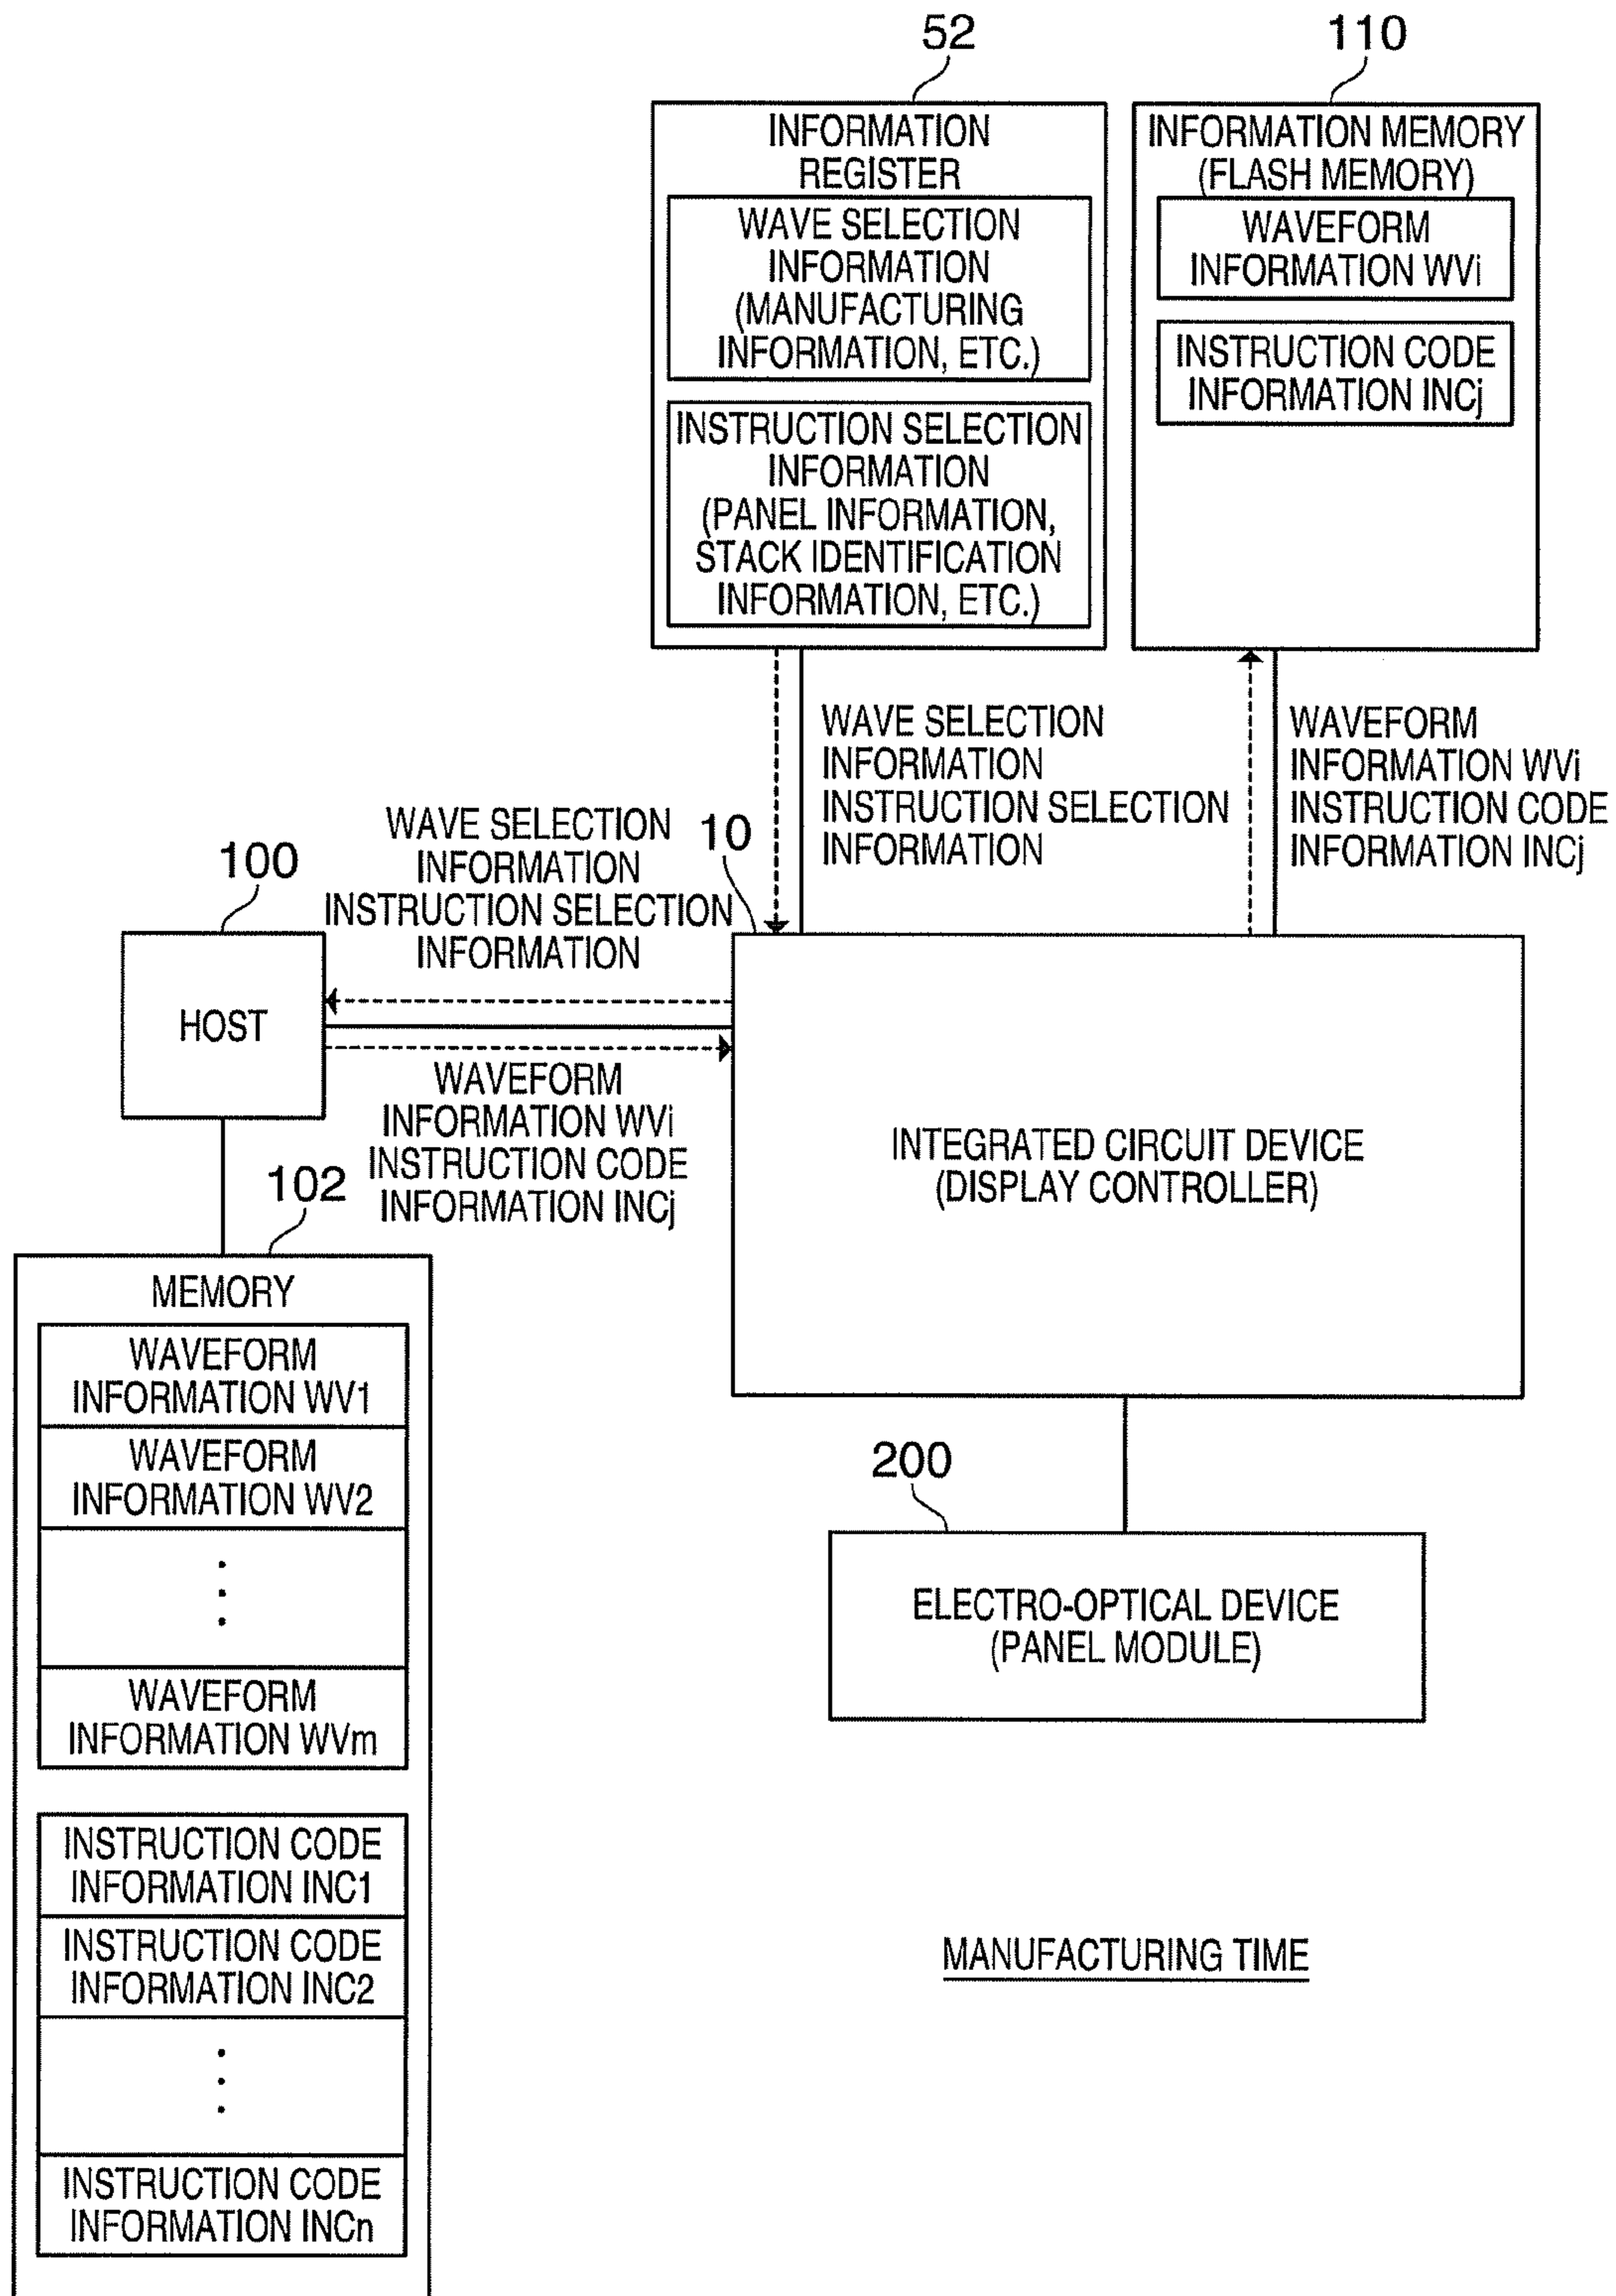 52
110
INFORMATION
REGISTER
WAVE SELECTION
INFORMATION
(MANUFACTURING
INFORMATION, ETC.)
INSTRUCTION SELECTION
INFORMATION
(PANEL INFORMATION,
STACK IDENTIFICATION
INFORMATION, ETC.)
INFORMATION MEMORY
(FLASH MEMORY)
WAVEFORM
INFORMATION WVi
INSTRUCTION CODE
INFORMATION INCj
WAVE SELECTION
INFORMATION
INSTRUCTION SELECTION
INFORMATION
WAVEFORM
INFORMATION WVi
INSTRUCTION CODE
INFORMATION INCj
WAVE SELECTION
INFORMATION
INSTRUCTION SELECTION
INFORMATION
10
100
HOST
WAVEFORM
INFORMATION WVi
INSTRUCTION CODE
INFORMATION INCj
INTEGRATED CIRCUIT DEVICE
(DISPLAY CONTROLLER)
102
MEMORY
WAVEFORM
INFORMATION WV1
WAVEFORM
INFORMATION WV2
WAVEFORM
INFORMATION WVm
INSTRUCTION CODE
INFORMATION INC1
INSTRUCTION CODE
INFORMATION INC2
INSTRUCTION CODE
INFORMATION INCn
200
ELECTRO-OPTICAL DEVICE
(PANEL MODULE)
MANUFACTURING TIME